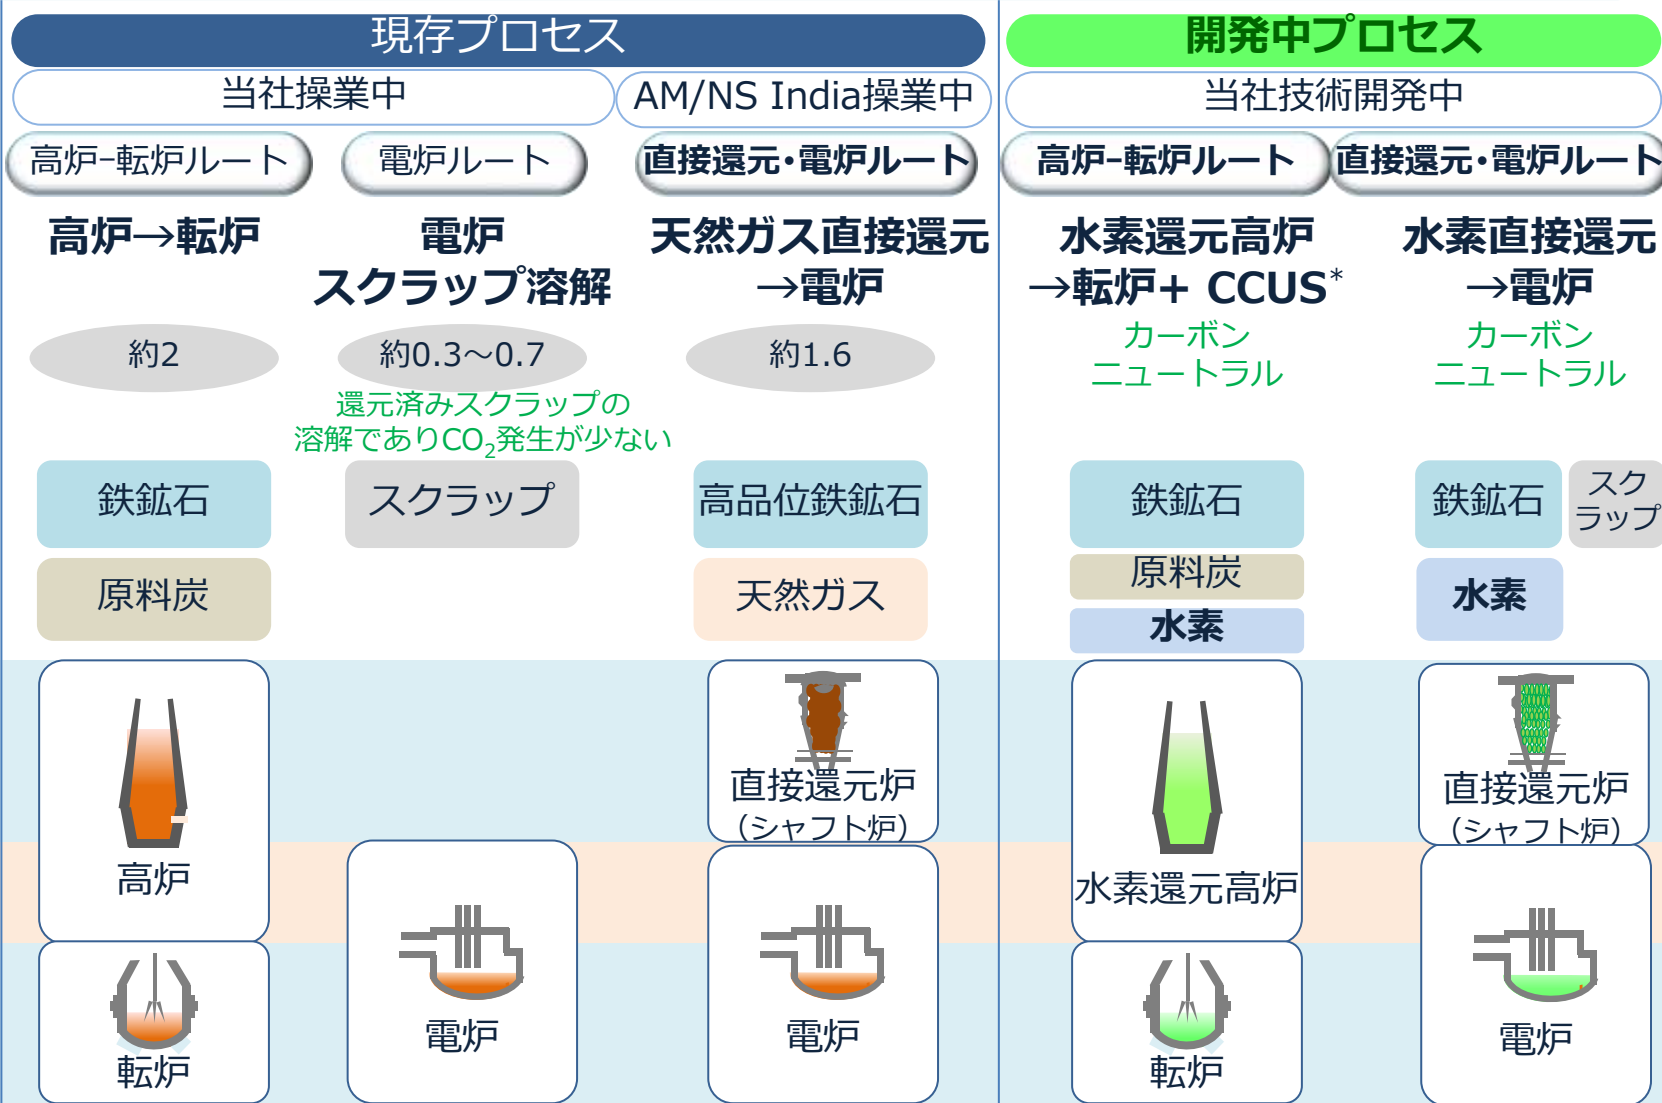 現存プロセス
開発中プロセス
当社操業中
AM/NS India操業中
当社技術開発中
高炉-転炉ルート
電炉ルート
直接還元・電炉ルート
高炉-転炉ルート
直接還元・電炉ルート
高炉→転炉
電炉
スクラップ溶解
天然ガス直接還元
→電炉
水素還元高炉
→転炉+ CCUS*
水素直接還元
→電炉
約2
約0.3～0.7
還元済みスクラップの
溶解でありCO₂発生が少ない
約1.6
カーボン
ニュートラル
カーボン
ニュートラル
鉄鉱石
スクラップ
高品位鉄鉱石
鉄鉱石
鉄鉱石
スク
ラップ
原料炭
天然ガス
原料炭
水素
水素
高炉
転炉
電炉
直接還元炉
（シャフト炉）
電炉
水素還元高炉
転炉
直接還元炉
（シャフト炉）
電炉